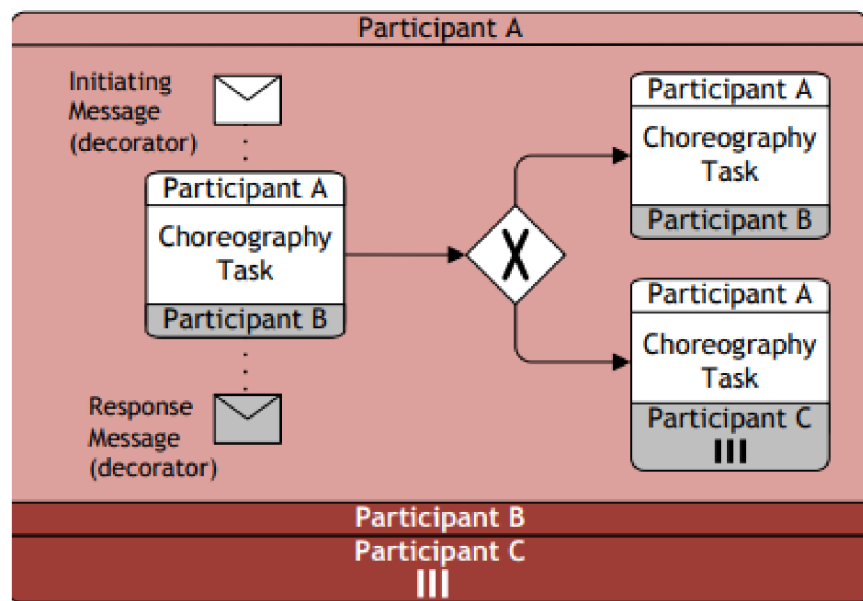 Participant A
Initiating
Message
(decorator)
Participant A
Choreography
Task
Participant B
Response
Message
(decorator)
X
Participant A
Choreography
Task
Participant B
Participant A
Choreography
Task
Participant C
Participant B
Participant C